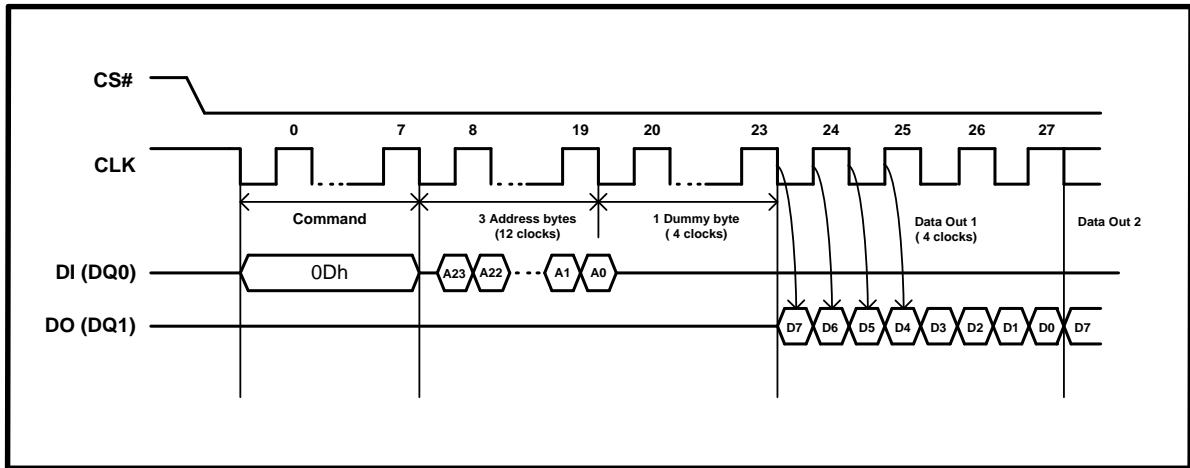 CS#
0 7 8 19 20 23 24 25 26 27
CLK
Command
3 Address bytes
(12 clocks)
1 Dummy byte
( 4 clocks)
Data Out 1
( 4 clocks)
Data Out 2
DI (DQ0)
0Dh
A23 A22 A1 A0
DO (DQ1)
D7 D6 D5 D4 D3 D2 D1 D0 D7